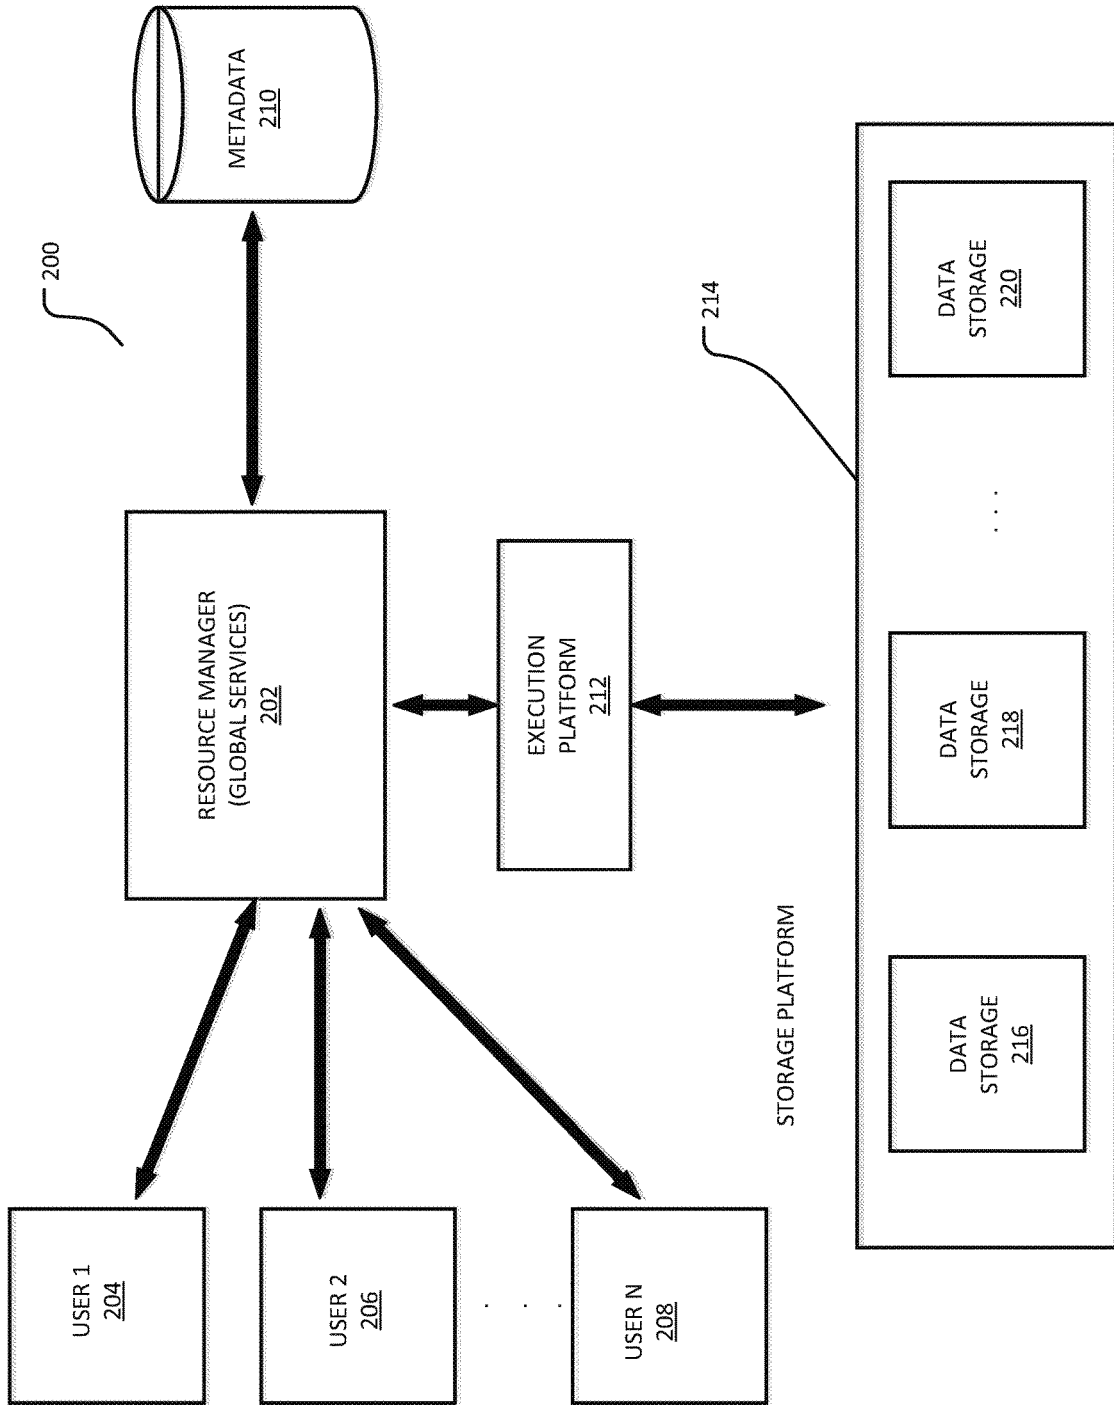 200
USER 1
204
USER 2
206
. . .
USER N
208
RESOURCE MANAGER
(GLOBAL SERVICES)
202
METADATA
210
EXECUTION
PLATFORM
212
STORAGE PLATFORM
214
DATA
STORAGE
216
DATA
STORAGE
218
. . .
DATA
STORAGE
220